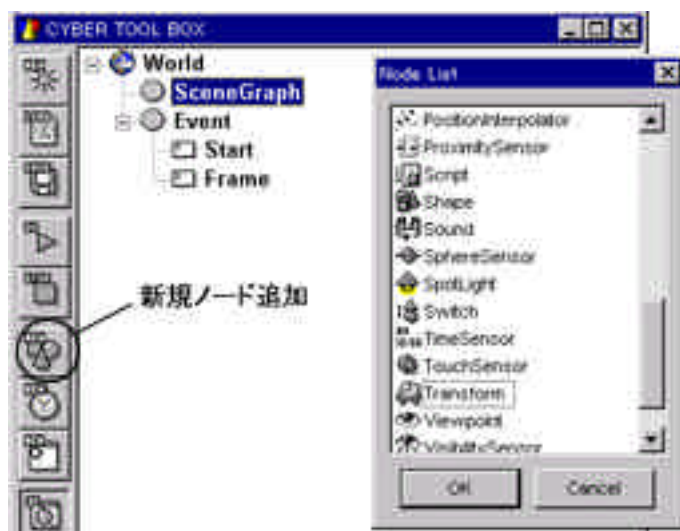 CYBER TOOL BOX
World
SceneGraph
Event
Start
Frame
新規ノード追加
Node List
PositionInterpolator
ProximitySensor
Script
Shape
Sound
SphereSensor
SpotLight
Switch
TimeSensor
TouchSensor
Transform
Viewpoint
VisibilitySensor
OK
Cancel